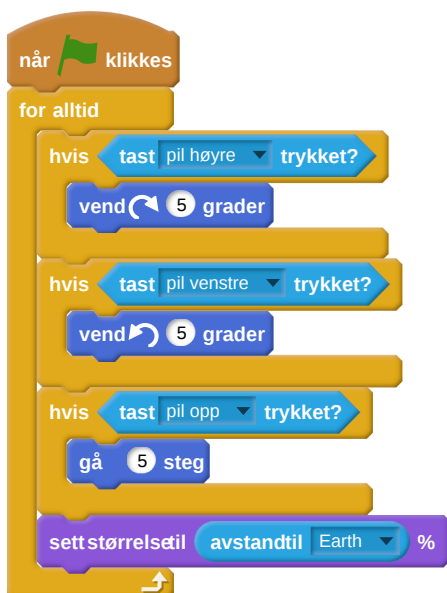 når klikkes
for alltid
hvis tast pil høyre trykket?
vend 5 grader
hvis tast pil venstre trykket?
vend 5 grader
hvis tast pil opp trykket?
gå 5 steg
sett størrelse til avstand til Earth %